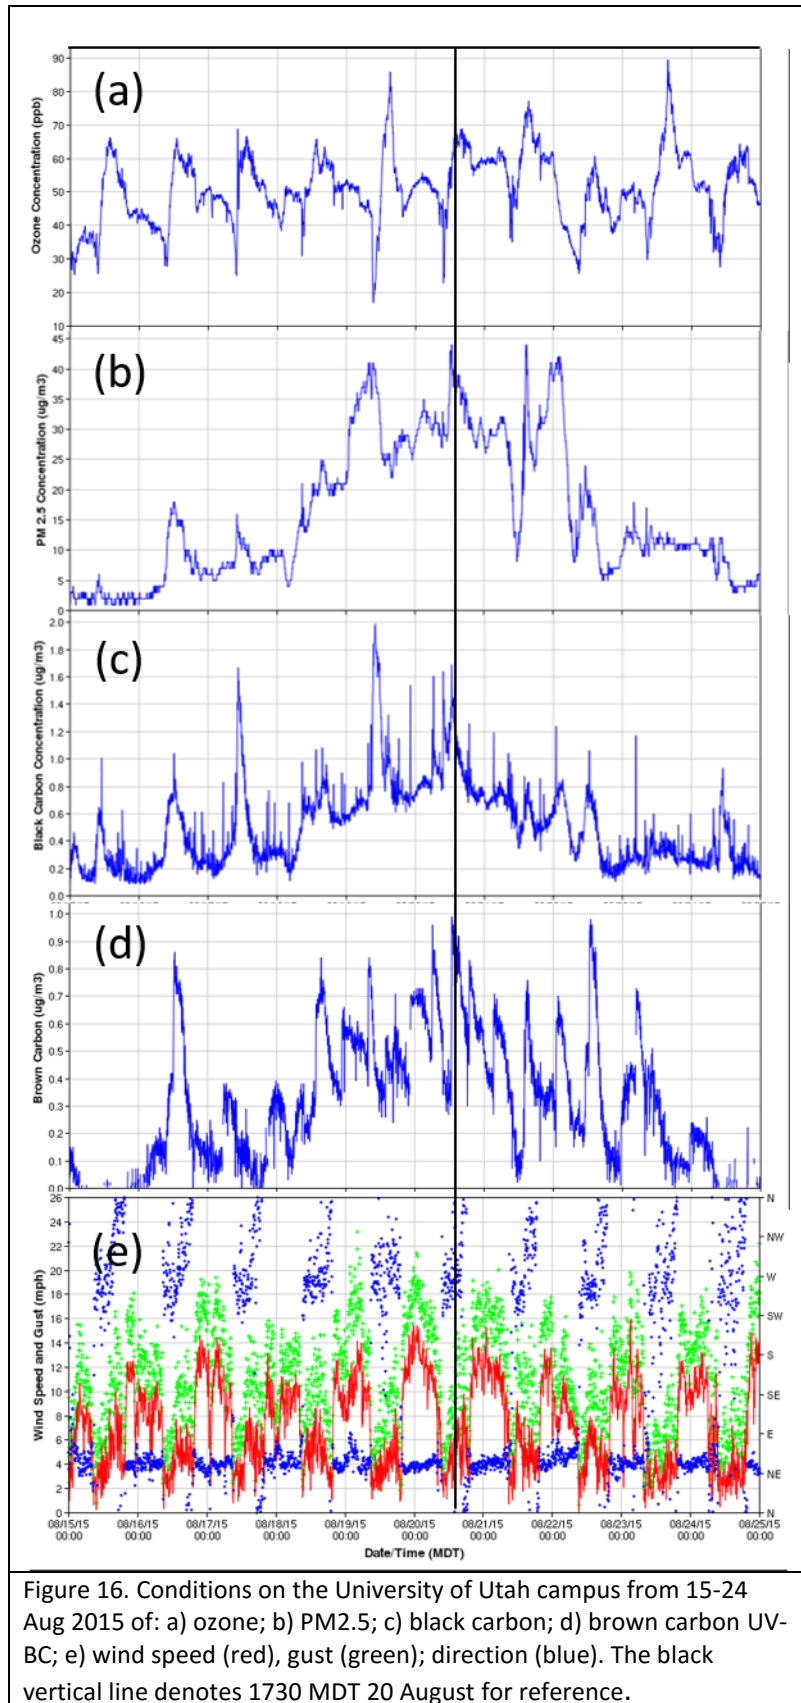 (a)
Ozone Concentration (ppb)
90
80
70
60
50
40
30
20
10
(b)
PM 2.5 Concentration (ug/m3)
45
40
35
30
25
20
15
10
5
0
(c)
Black Carbon Concentration (ug/m3)
2.0
1.8
1.6
1.4
1.2
1.0
0.8
0.6
0.4
0.2
0.0
(d)
Brown Carbon (ug/m3)
1.0
0.9
0.8
0.7
0.6
0.5
0.4
0.3
0.2
0.1
0.0
(e)
Wind Speed and Gust (mph)
26
24
22
20
18
16
14
12
10
8
6
4
2
0
N
NW
W
SW
S
SE
E
NE
N
08/15/15 08/16/15 08/17/15 08/18/15 08/19/15 08/20/15 08/21/15 08/22/15 08/23/15 08/24/15 08/25/15
00:00 00:00 00:00 00:00 00:00 00:00 00:00 00:00 00:00 00:00 00:00
Date/Time (MDT)
Figure 16. Conditions on the University of Utah campus from 15-24
Aug 2015 of: a) ozone; b) PM2.5; c) black carbon; d) brown carbon UV-
BC; e) wind speed (red), gust (green); direction (blue). The black
vertical line denotes 1730 MDT 20 August for reference.